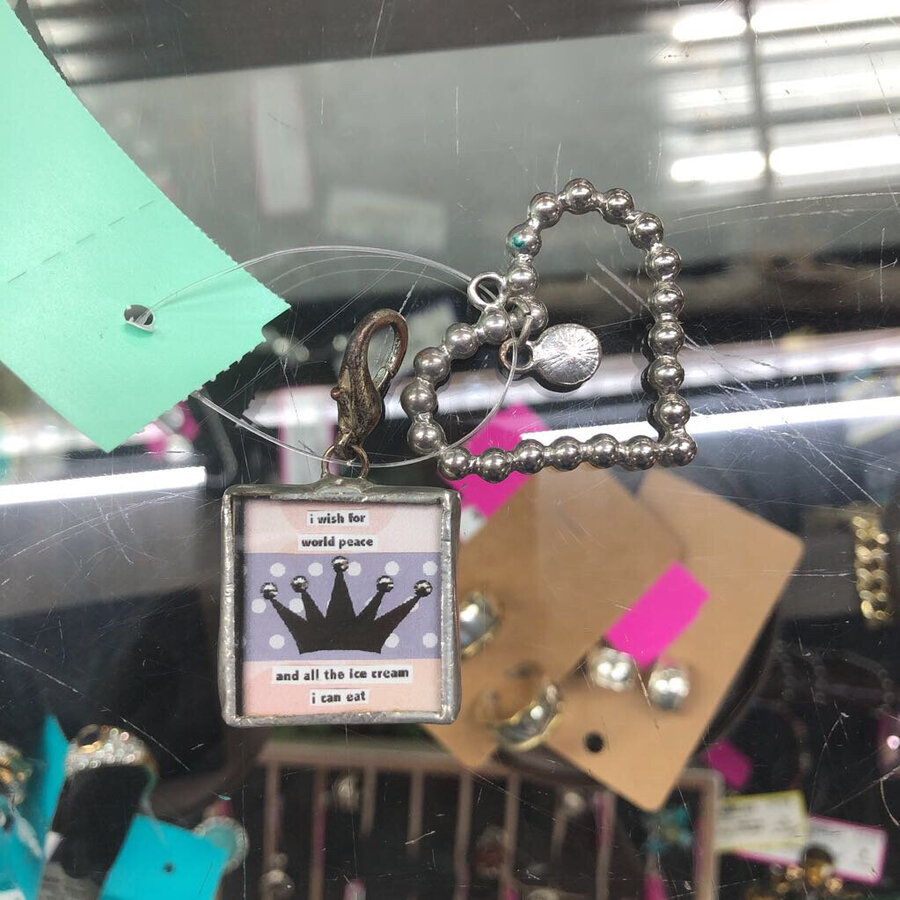 i wish for
world peace
and all the ice cream
i can eat